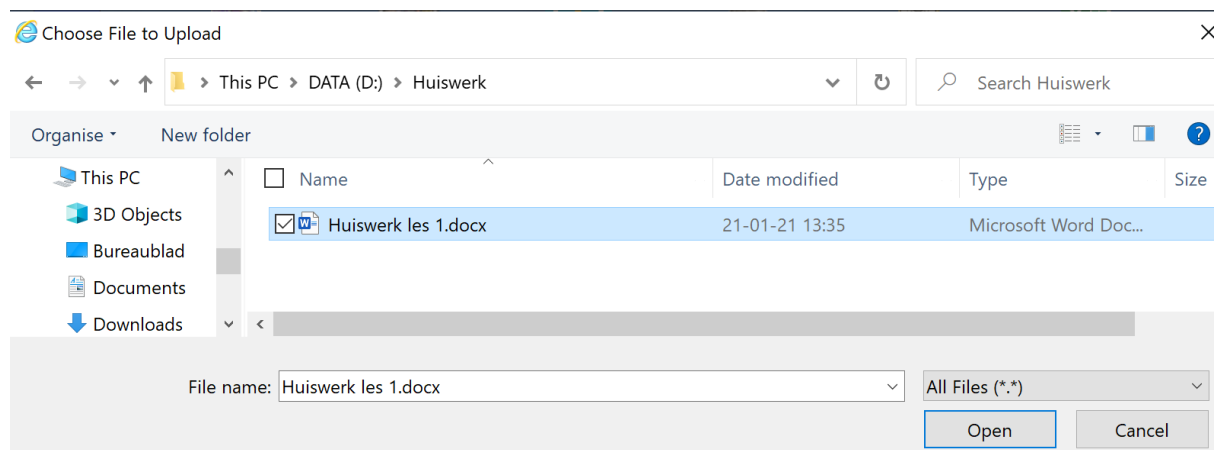 Choose File to Upload
This PC > DATA (D:) > Huiswerk
Search Huiswerk
Organise
New folder
?
This PC
3D Objects
Bureaublad
Documents
Downloads
Name
Date modified
Type
Size
Huiswerk les 1.docx
21-01-21 13:35
Microsoft Word Doc...
File name: Huiswerk les 1.docx
All Files (*.*)
Open
Cancel